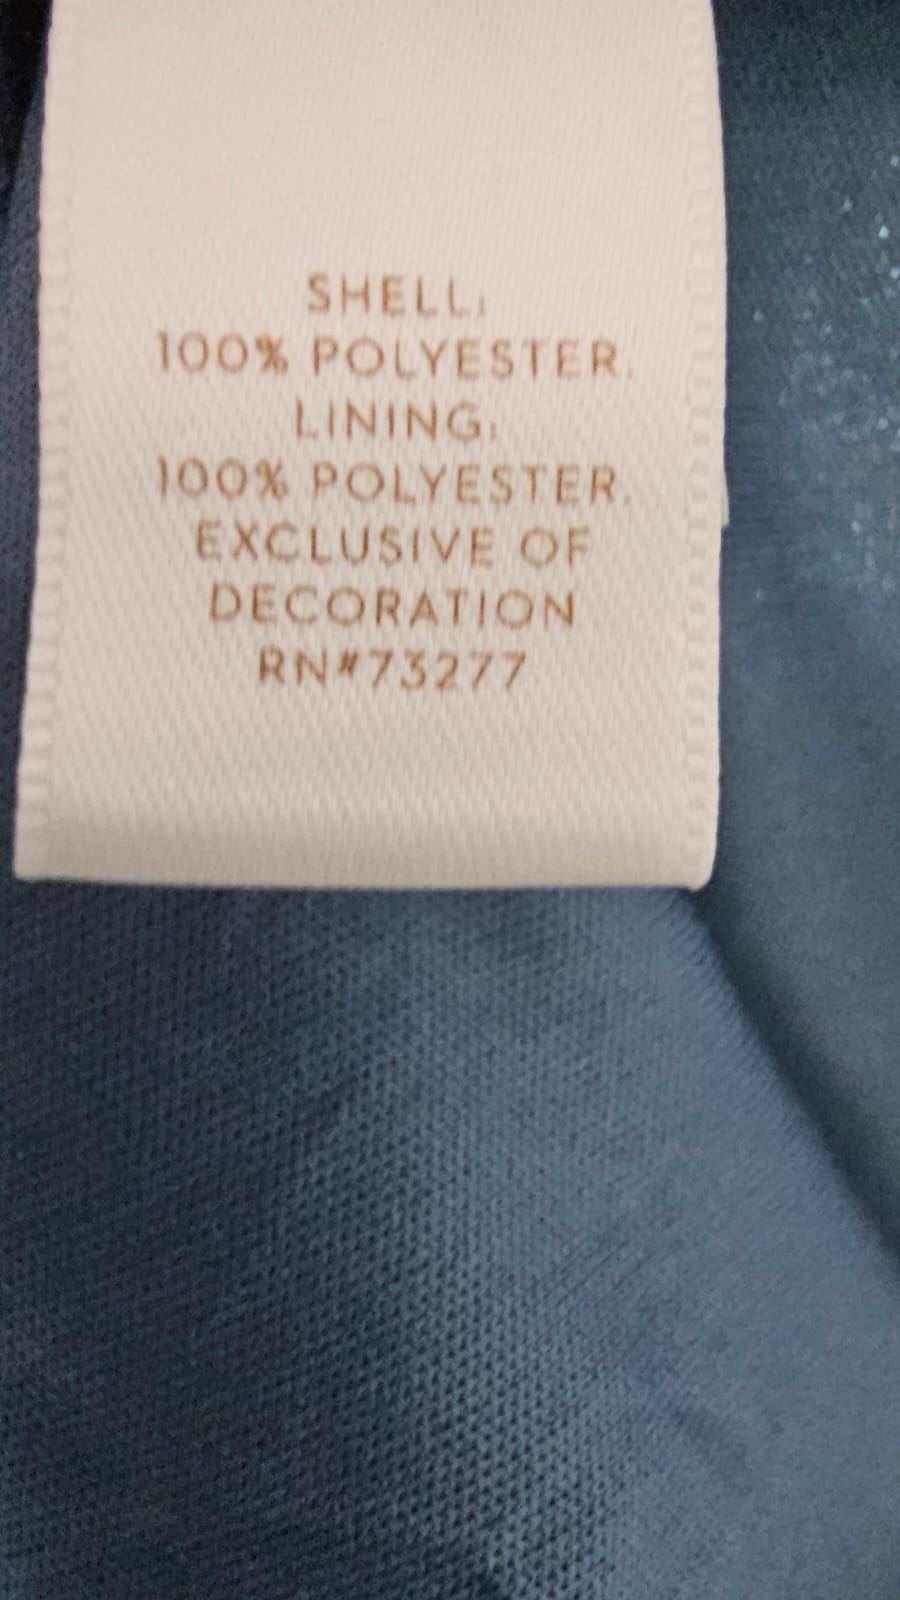 SHELL:
100% POLYESTER.
LINING:
100% POLYESTER.
EXCLUSIVE OF
DECORATION
RN#73277